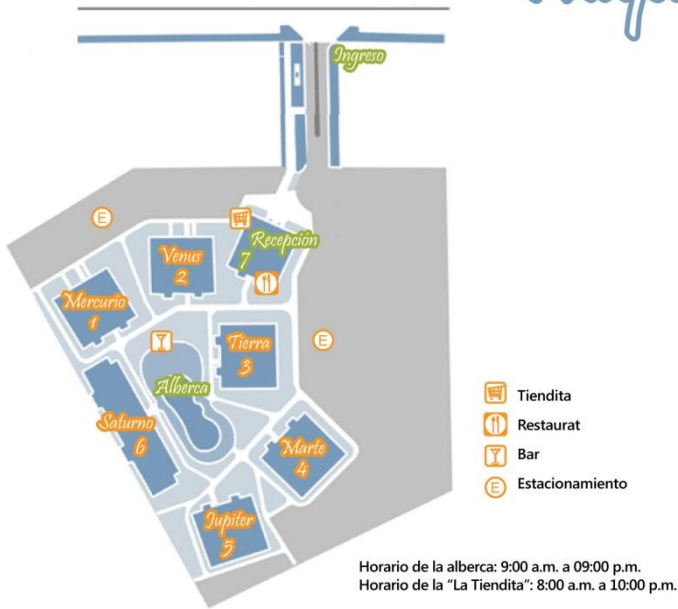 Ingreso
E
Recepción
7
Venus
2
Mercurio
1
Tierra
3
E
Alberca
Saturno
6
Marte
4
Jupiter
5
Tiendita
Restaurat
Bar
E Estacionamiento
Horario de la alberca: 9:00 a.m. a 09:00 p.m.
Horario de la "La Tiendita": 8:00 a.m. a 10:00 p.m.